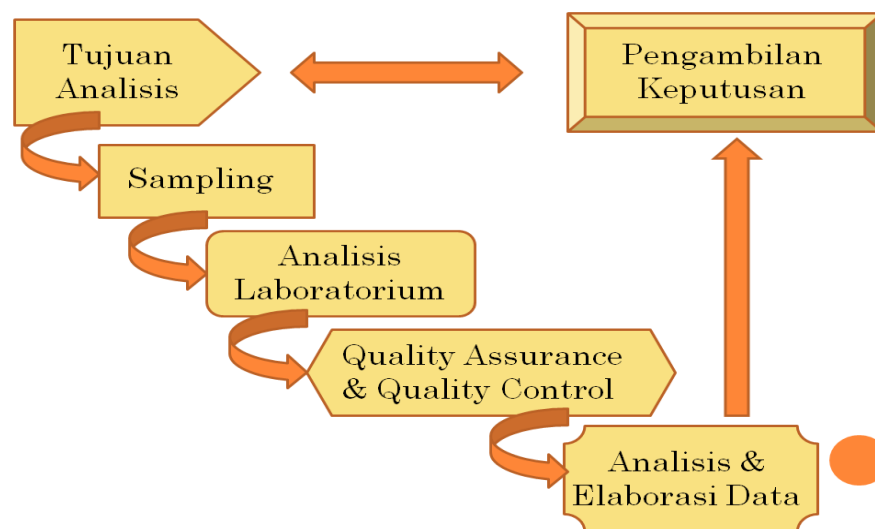 Tujuan
Analisis
Pengambilan
Keputusan
Sampling
Analisis
Laboratorium
Quality Assurance
& Quality Control
Analisis &
Elaborasi Data